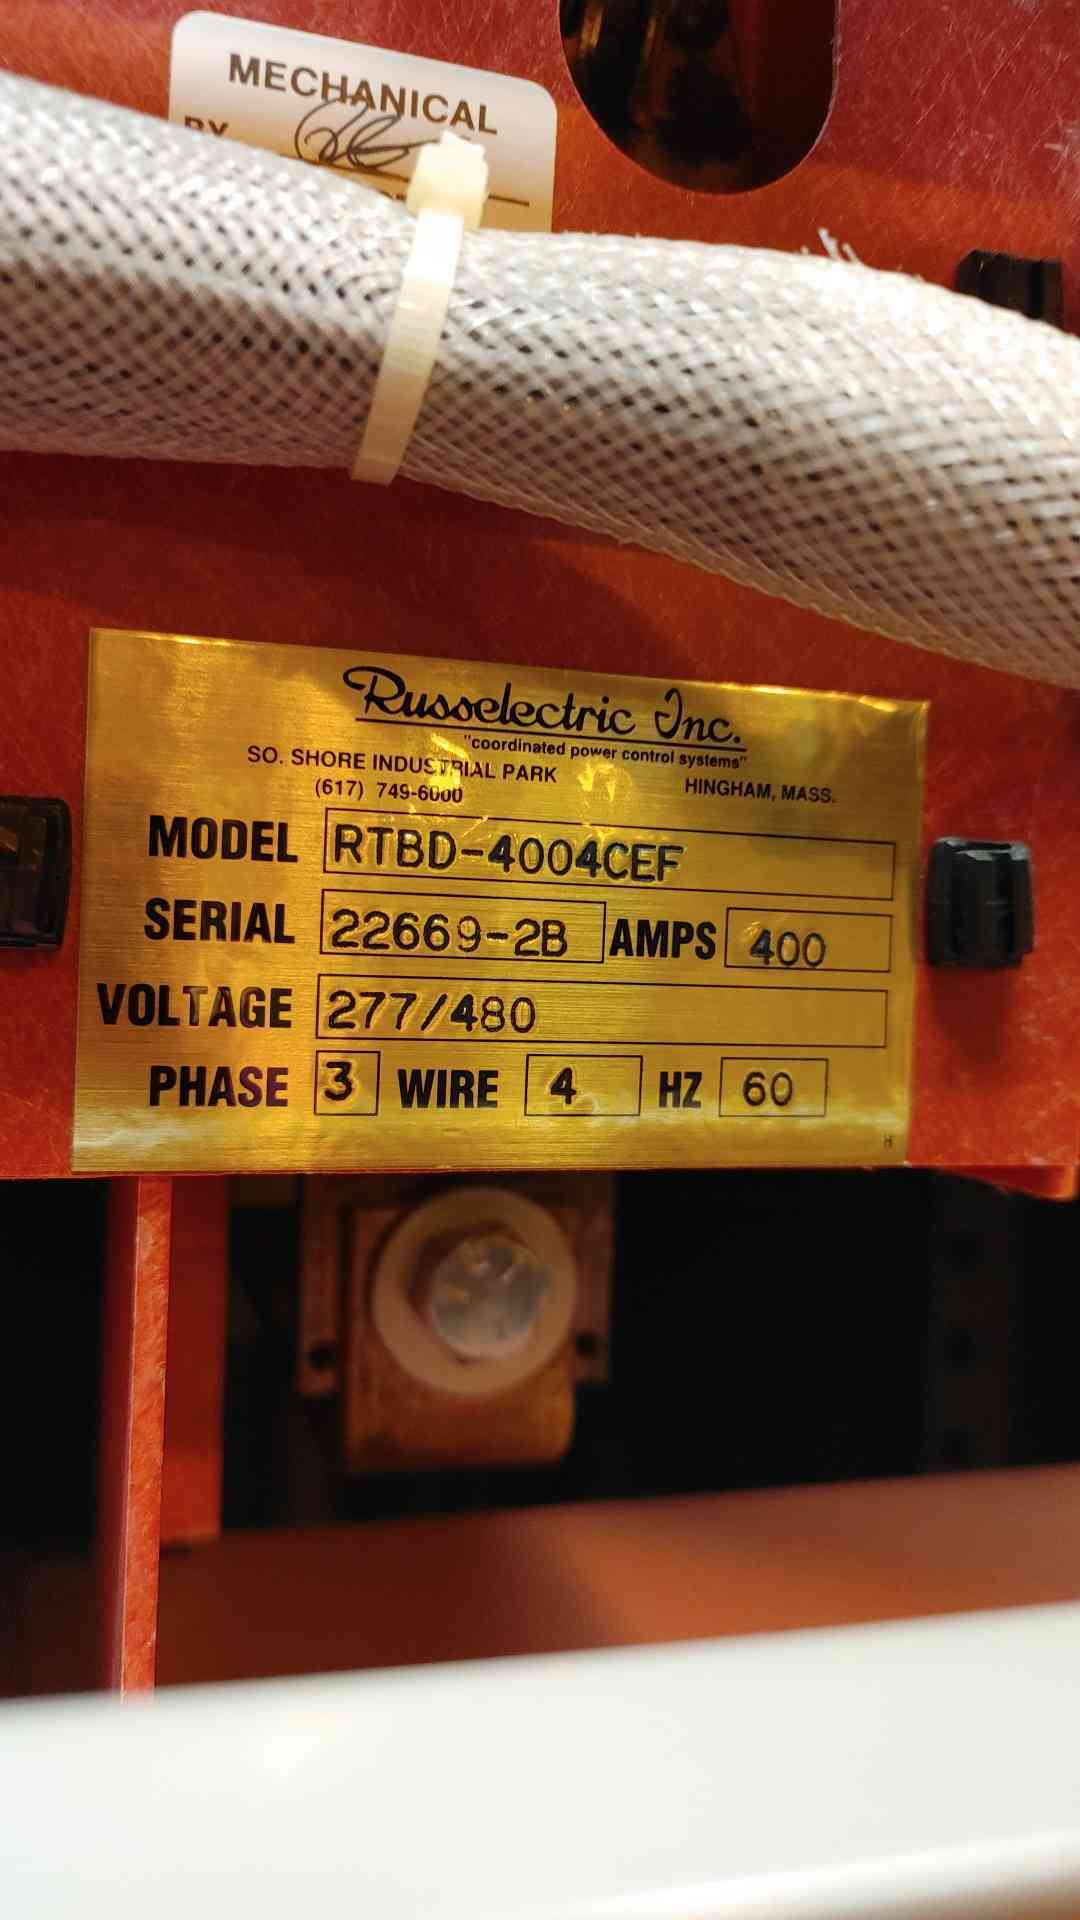 MECHANICAL
BY
Russelectric Inc.
"coordinated power control systems"
SO. SHORE INDUSTRIAL PARK
HINGHAM, MASS.
(617) 749-6000
MODEL RTBD-4004CEF
SERIAL 22669-2B AMPS 400
VOLTAGE 277/480
PHASE 3 WIRE 4 HZ 60
H